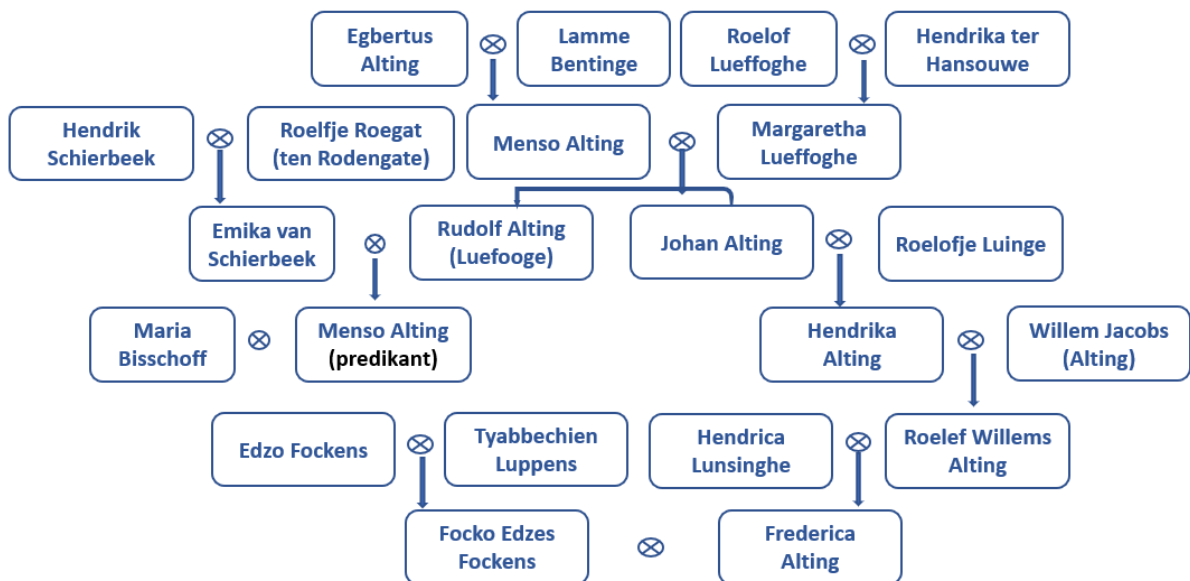 Egbertus
Alting
Lamme
Bentinge
Roelof
Lueffoghe
Hendrika ter
Hansouwe
Hendrik
Schierbeek
Roelfje Roegat
(ten Rodengate)
Menso Alting
Margaretha
Lueffoghe
Emika van
Schierbeek
Rudolf Alting
(Luefooge)
Johan Alting
Roelofje Luinge
Maria
Bisschoff
Menso Alting
(predikant)
Hendrika
Alting
Willem Jacobs
(Alting)
Edzo Fockens
Tyabbechien
Luppens
Hendrica
Lunsinghe
Roelef Willems
Alting
Focko Edzes
Fockens
Frederica
Alting